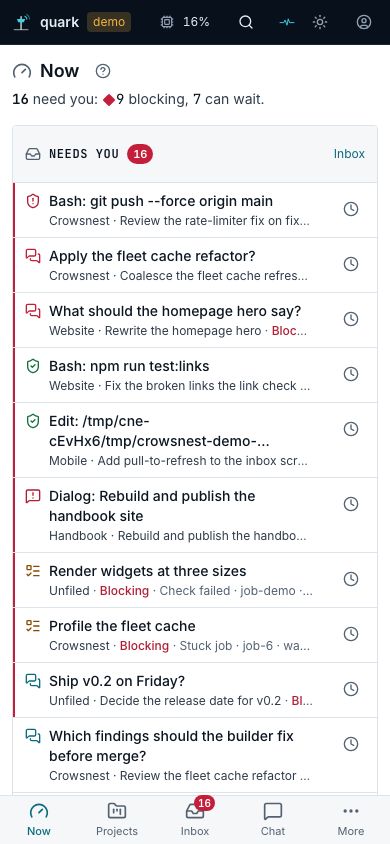 quark demo 16%
Now
16 need you: 9 blocking, 7 can wait.
NEEDS YOU 16 Inbox
Bash: git push --force origin main
Crowsnest · Review the rate-limiter fix on fix...
Apply the fleet cache refactor?
Crowsnest · Coalesce the fleet cache refres...
What should the homepage hero say?
Website · Rewrite the homepage hero · Bloc...
Bash: npm run test:links
Website · Fix the broken links the link check ...
Edit: /tmp/cne-
cEvHx6/tmp/crowsnest-demo-...
Mobile · Add pull-to-refresh to the inbox scr...
Dialog: Rebuild and publish the
handbook site
Handbook · Rebuild and publish the handbo...
Render widgets at three sizes
Unfiled · Blocking · Check failed · job-demo ·...
Profile the fleet cache
Crowsnest · Blocking · Stuck job · job-6 · wa...
Ship v0.2 on Friday?
Unfiled · Decide the release date for v0.2 · Bl...
Which findings should the builder fix
before merge?
Crowsnest · Review the fleet cache refactor ...
16
Now Projects Inbox Chat More